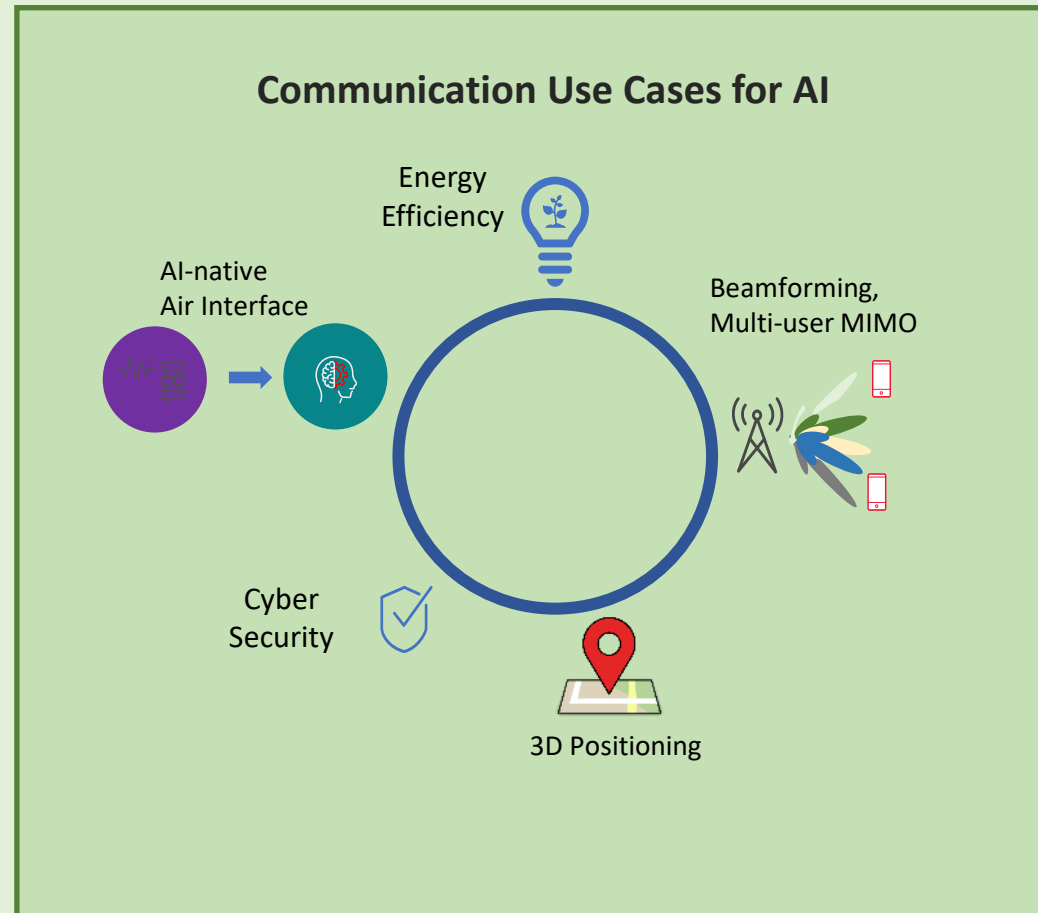 Communication Use Cases for AI
Energy
Efficiency
AI-native
Air Interface
Beamforming,
Multi-user MIMO
Cyber
Security
3D Positioning